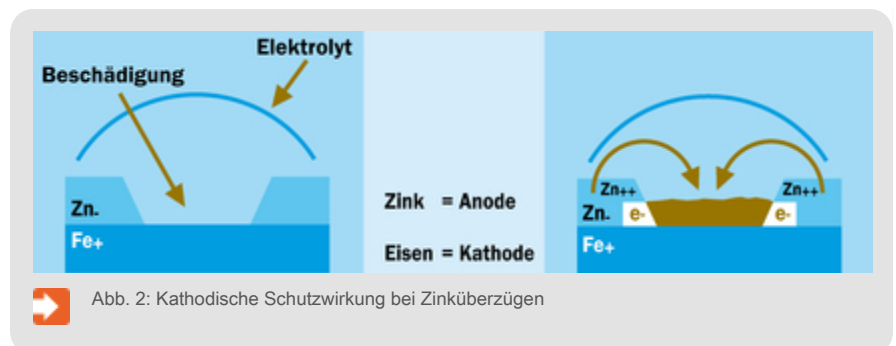 Elektrolyt
Beschädigung
Zn.
Fe+
Zink = Anode
Eisen = Kathode
Zn++ Zn++
Zn. e- e-
Fe+
Abb. 2: Kathodische Schutzwirkung bei Zinküberzügen